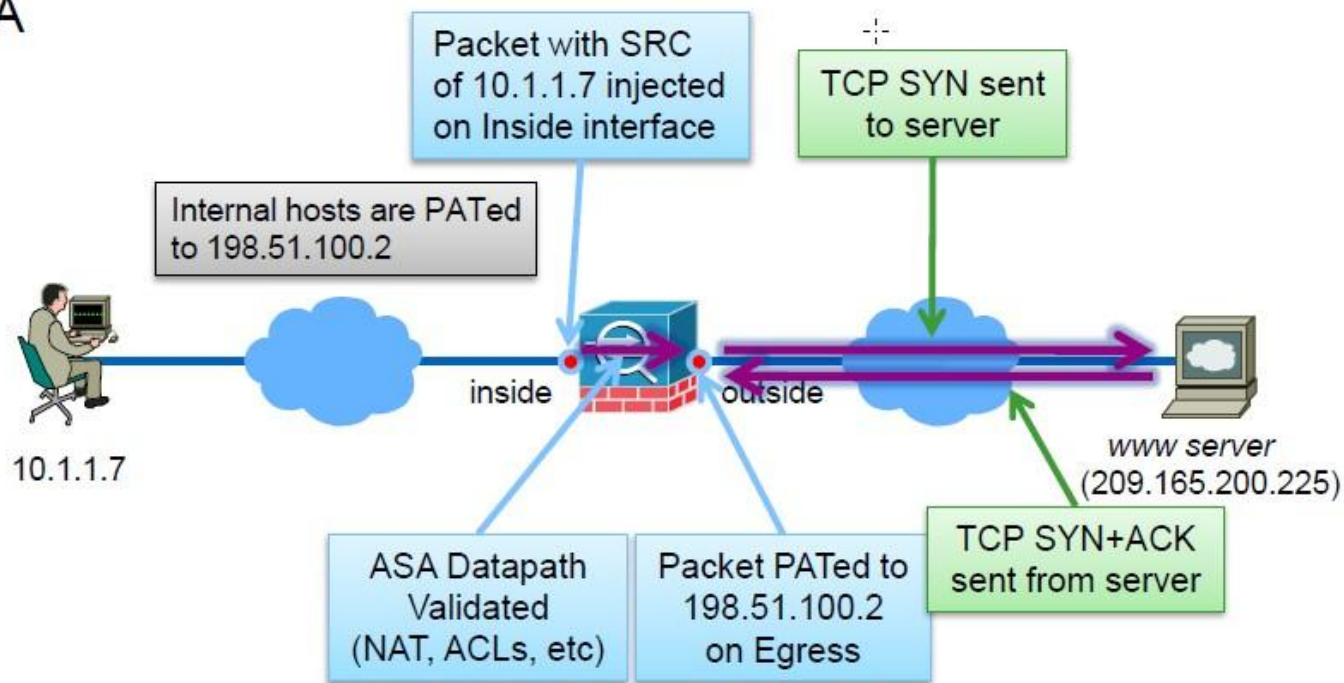 A
Packet with SRC
of 10.1.1.7 injected
on Inside interface
TCP SYN sent
to server
Internal hosts are PATed
to 198.51.100.2
inside
outside
10.1.1.7
www server
(209.165.200.225)
ASA Datapath
Validated
(NAT, ACLs, etc)
Packet PATed to
198.51.100.2
on Egress
TCP SYN+ACK
sent from server